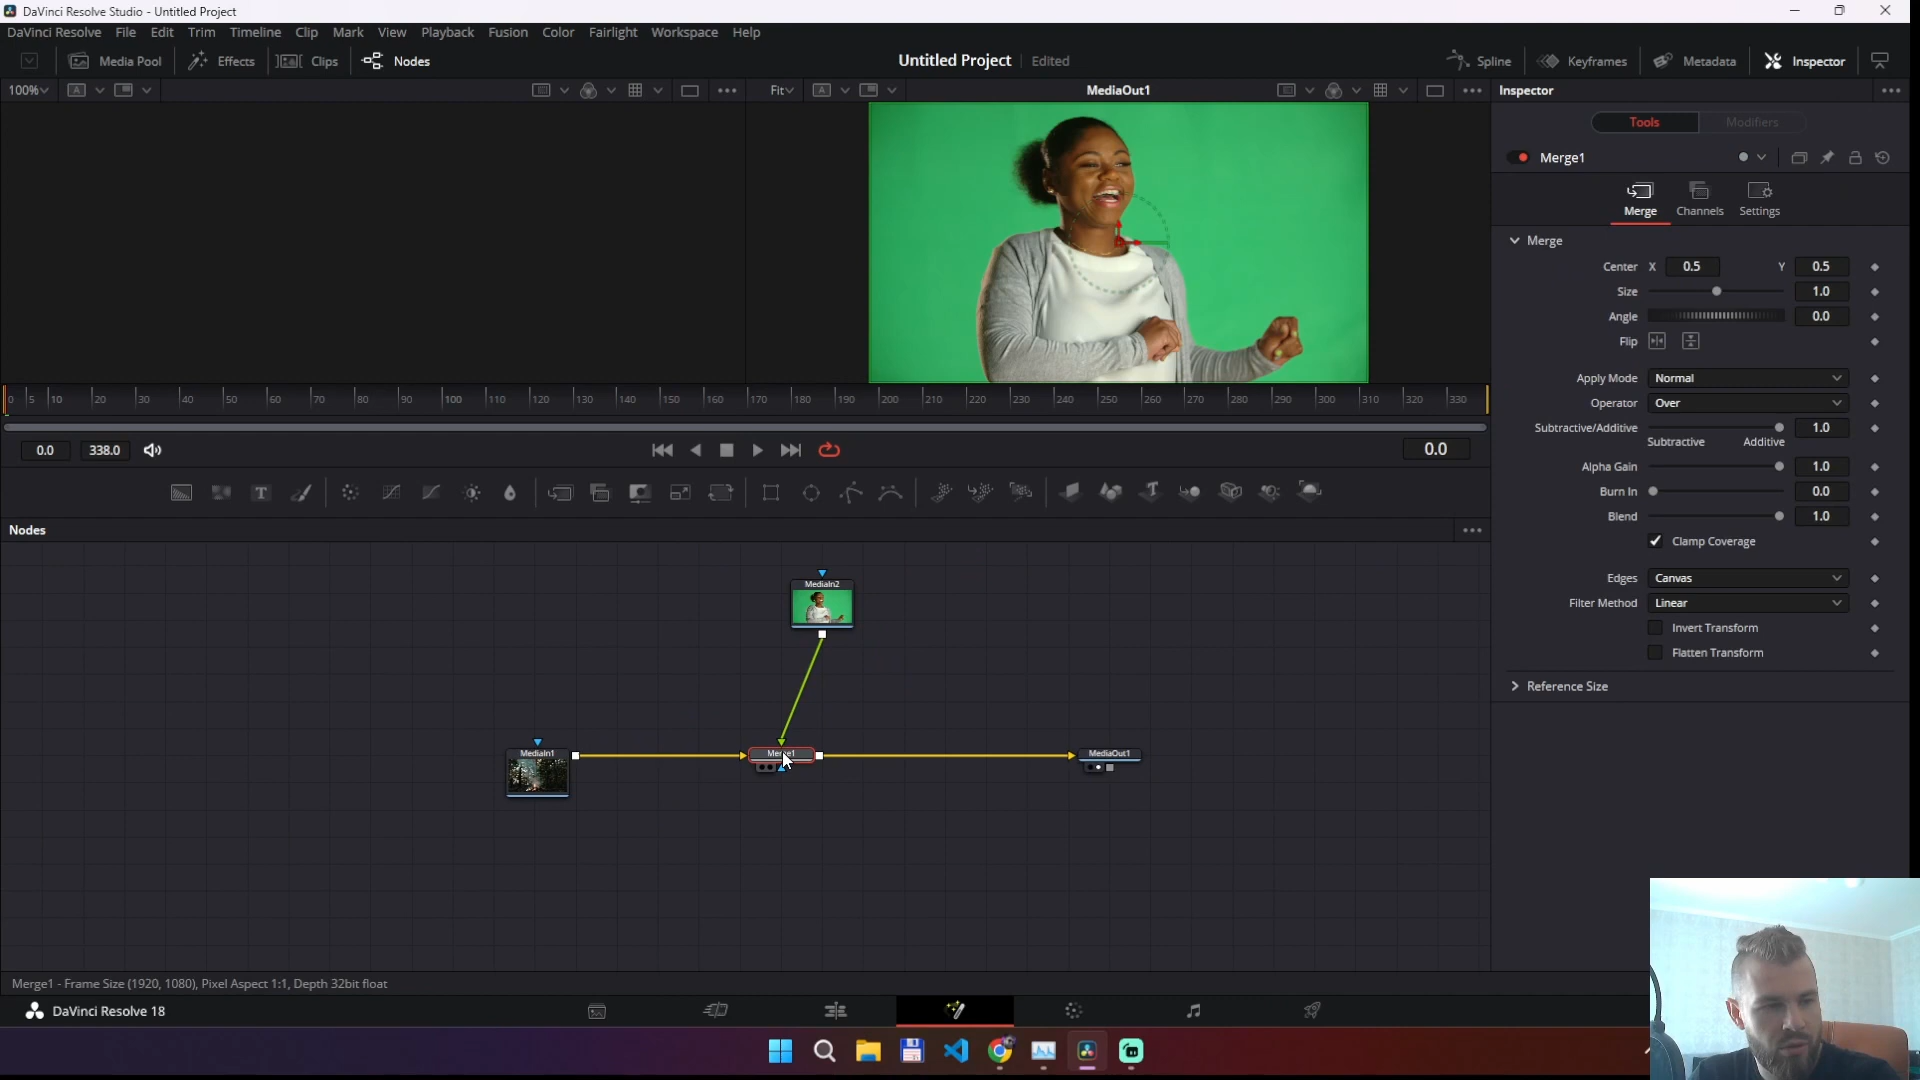 DaVinci Resolve Studio - Untitled Project
DaVinci Resolve File Edit Trim Timeline Clip Mark View Playback Fusion Color Fairlight Workspace Help
Media Pool Effects Clips Nodes Untitled Project Edited Spline Keyframes Metadata Inspector
100% A Fit A MediaOut1 Inspector
Tools Modifiers
Merge1
Merge Channels Settings
Merge
Center X 0.5 Y 0.5
Size 1.0
Angle 0.0
Flip
Apply Mode Normal
Operator Over
Subtractive/Additive 1.0
Subtractive Additive
Alpha Gain 1.0
Burn In 0.0
Blend 1.0
Clamp Coverage
Edges Canvas
Filter Method Linear
Invert Transform
Flatten Transform
Reference Size
0 5 10 20 30 40 50 60 70 80 90 100 110 120 130 140 150 160 170 180 190 200 210 220 230 240 250 260 270 280 290 300 310 320 330
0.0 338.0 0.0
T T
Nodes
MediaIn2
MediaIn1 Merge1 MediaOut1
Merge1 - Frame Size (1920, 1080), Pixel Aspect 1:1, Depth 32bit float
DaVinci Resolve 18